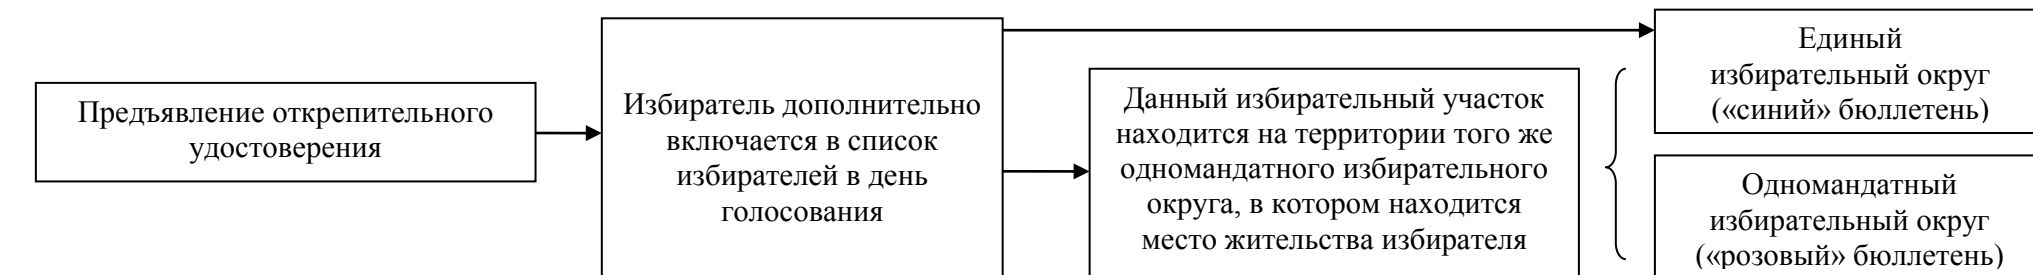 Предъявление открепительного
удостоверения
Избиратель дополнительно
включается в список
избирателей в день
голосования
Данный избирательный участок
находится на территории того же
одномандатного избирательного
округа, в котором находится
место жительства избирателя
Единый
избирательный округ
(«синий» бюллетень)
Одномандатный
избирательный округ
(«розовый» бюллетень)